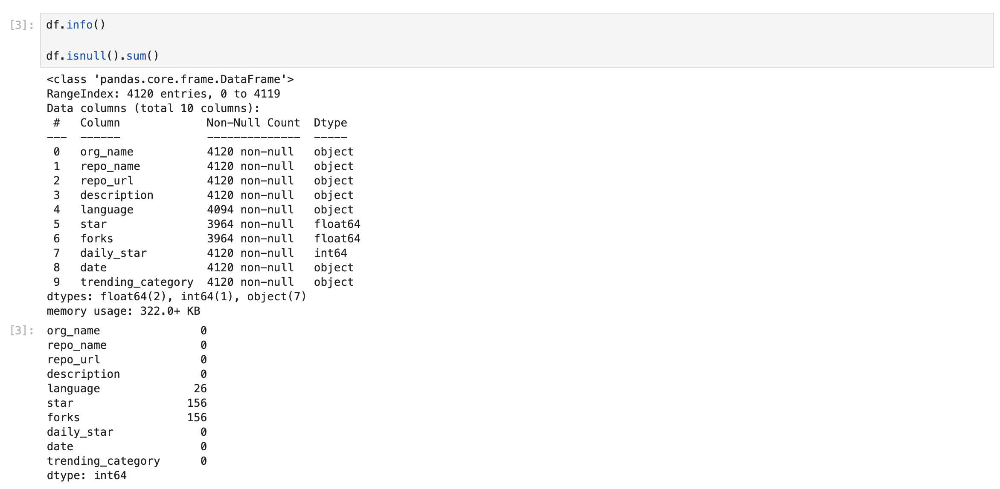 [3]: df.info()
df.isnull().sum()
<class 'pandas.core.frame.DataFrame'>
RangeIndex: 4120 entries, 0 to 4119
Data columns (total 10 columns):
 #   Column             Non-Null Count  Dtype
---  ------             --------------  -----
 0   org_name           4120 non-null   object
 1   repo_name          4120 non-null   object
 2   repo_url           4120 non-null   object
 3   description        4120 non-null   object
 4   language           4094 non-null   object
 5   star               3964 non-null   float64
 6   forks              3964 non-null   float64
 7   daily_star         4120 non-null   int64
 8   date               4120 non-null   object
 9   trending_category  4120 non-null   object
dtypes: float64(2), int64(1), object(7)
memory usage: 322.0+ KB
[3]: org_name               0
repo_name              0
repo_url               0
description            0
language              26
star                 156
forks                156
daily_star             0
date                   0
trending_category      0
dtype: int64